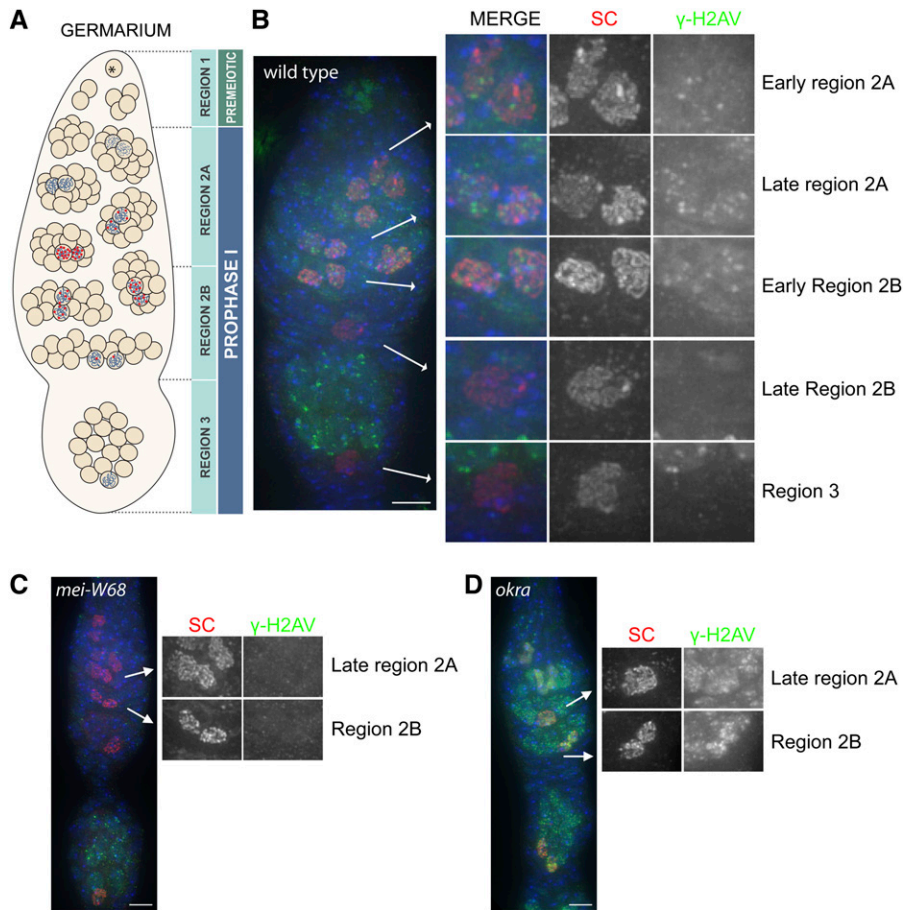 A
GERMARIUM
*
REGION 1
PREMEIOTIC
REGION 2A
REGION 2B
REGION 3
PROPHASE I
B
wild type
MERGE
SC
γ-H2AV
Early region 2A
Late region 2A
Early Region 2B
Late Region 2B
Region 3
C
mei-W68
SC
γ-H2AV
Late region 2A
Region 2B
D
okra
SC
γ-H2AV
Late region 2A
Region 2B